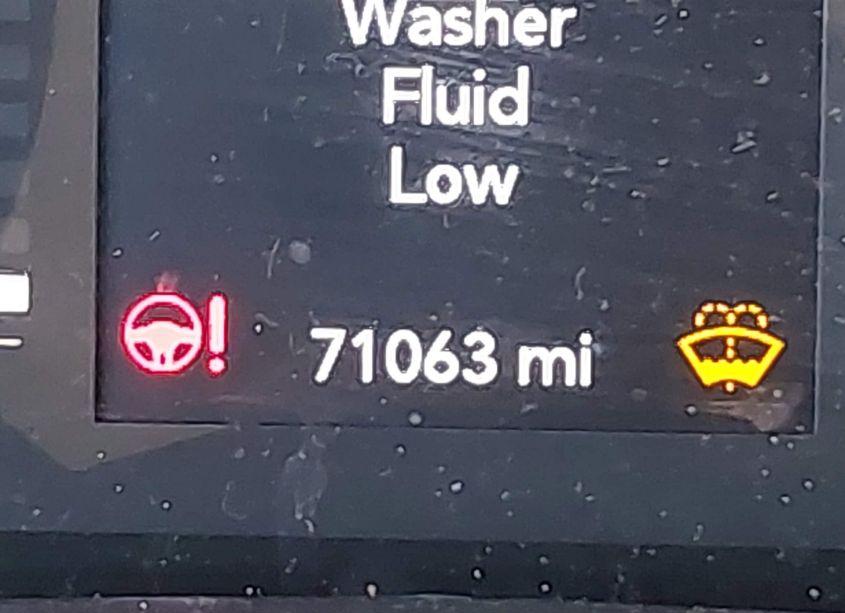 Washer
Fluid
Low
71063 mi